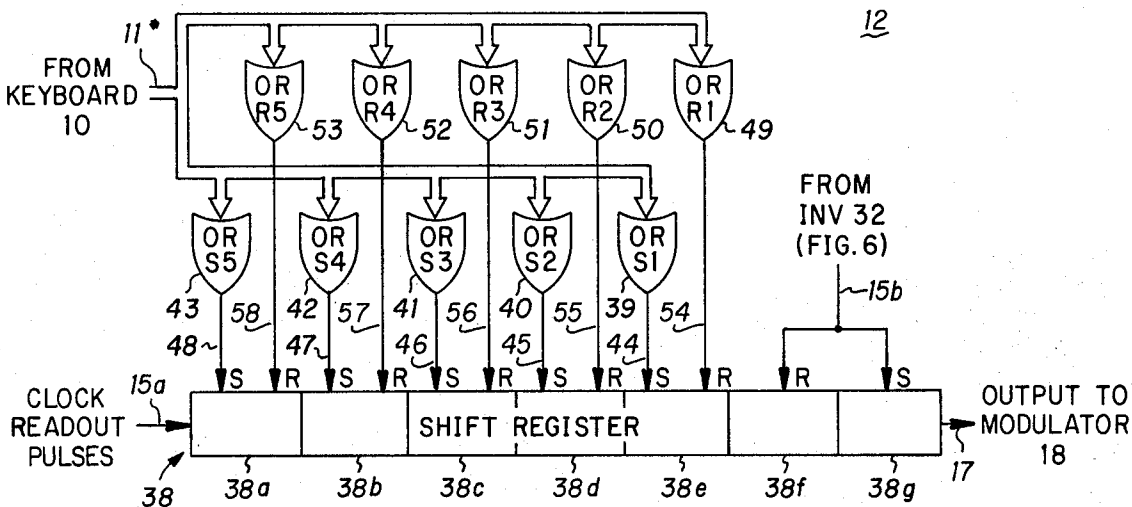 11*
12
FROM
KEYBOARD
10
OR
R5
OR
R4
OR
R3
OR
R2
OR
R1
53
52
51
50
49
FROM
INV 32
(FIG. 6)
OR
S5
OR
S4
OR
S3
OR
S2
OR
S1
43
58
42
57
41
56
40
55
39
54
15b
48
47
46
45
44
S R S R S R S R S R R S
CLOCK
READOUT
PULSES
15a
SHIFT REGISTER
OUTPUT TO
MODULATOR
18
17
38
38a 38b 38c 38d 38e 38f 38g